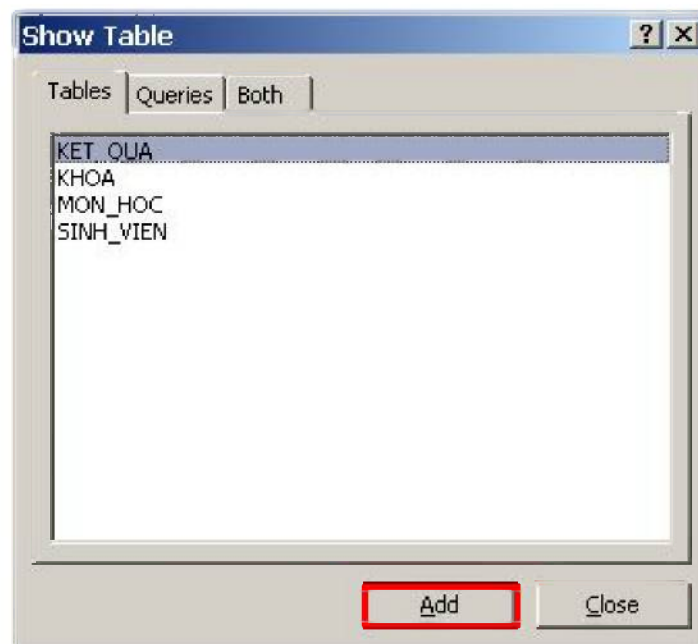 Show Table
Tables Queries Both
KET_QUA
KHOA
MON_HOC
SINH_VIEN
Add Close